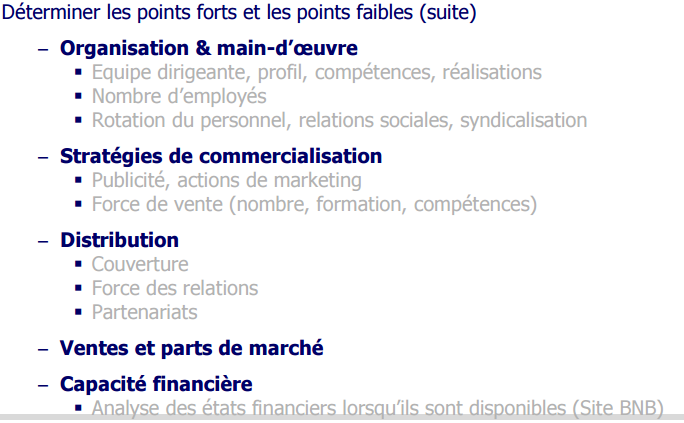 Déterminer les points forts et les points faibles (suite)
– Organisation & main-d’œuvre
▪ Equipe dirigeante, profil, compétences, réalisations
▪ Nombre d’employés
▪ Rotation du personnel, relations sociales, syndicalisation
– Stratégies de commercialisation
▪ Publicité, actions de marketing
▪ Force de vente (nombre, formation, compétences)
– Distribution
▪ Couverture
▪ Force des relations
▪ Partenariats
– Ventes et parts de marché
– Capacité financière
▪ Analyse des états financiers lorsqu’ils sont disponibles (Site BNB)